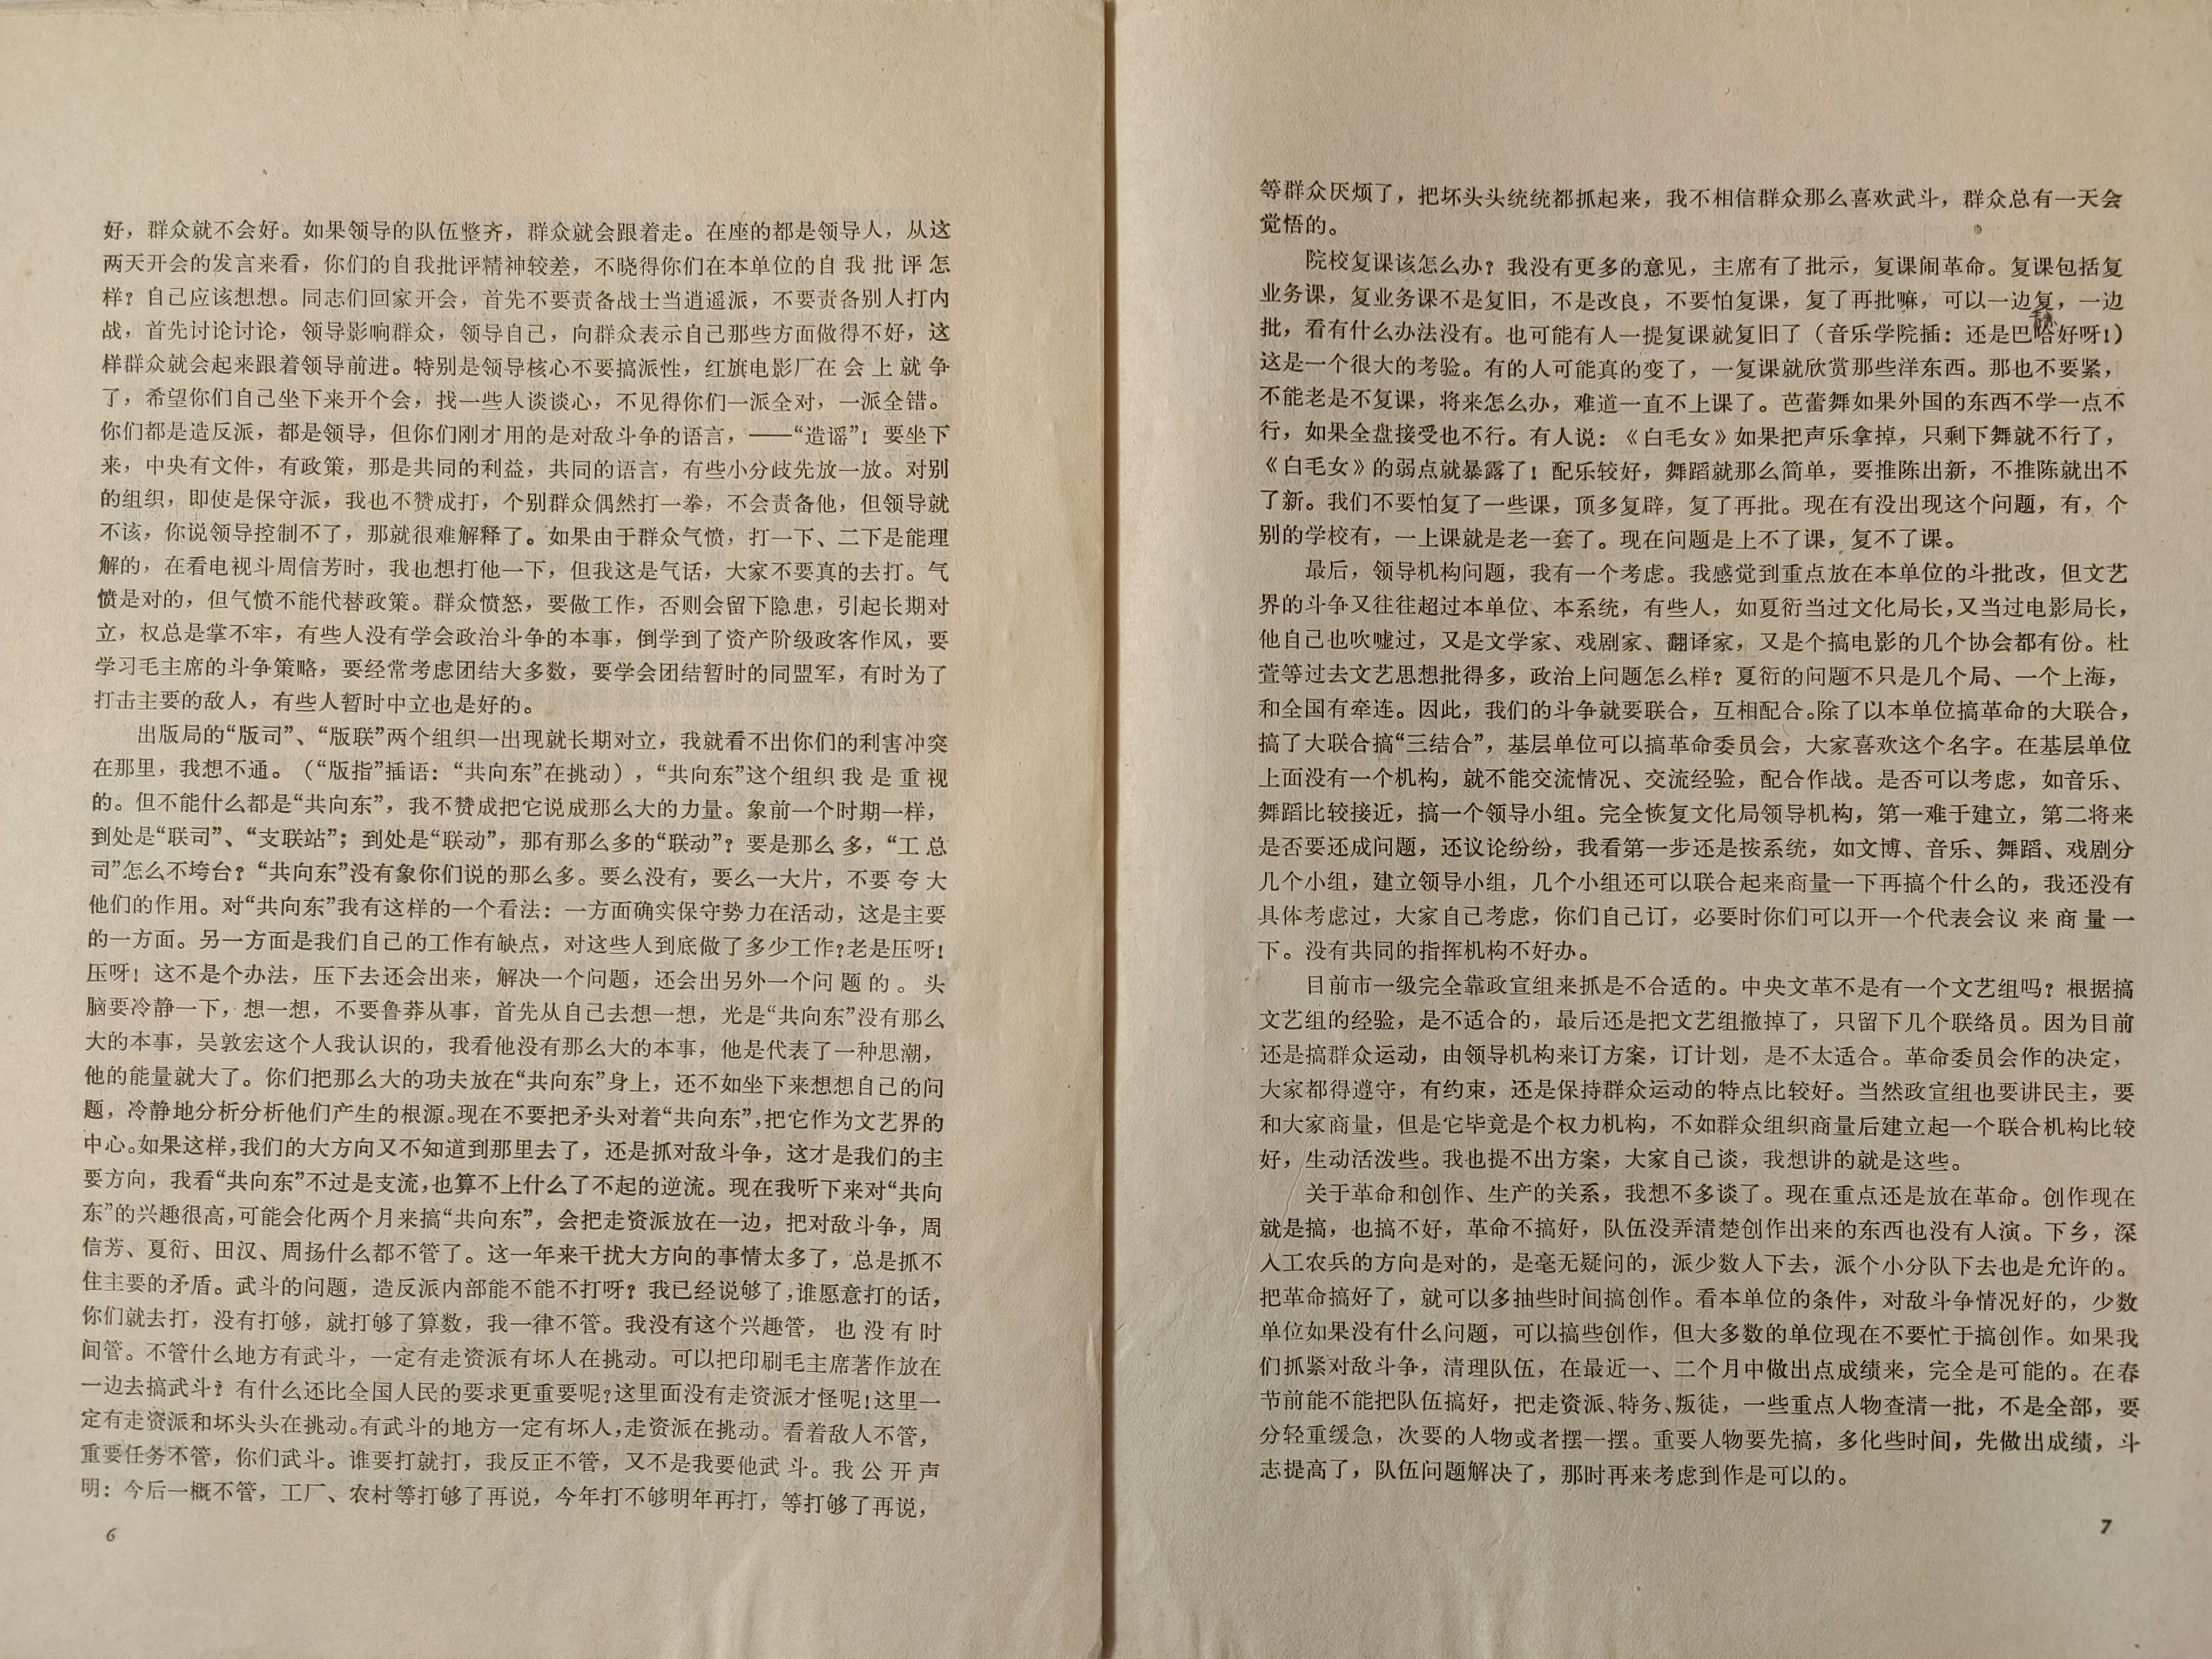 好，群众就不会好。如果领导的队伍整齐，群众就会跟着走。在座的都是领导人，从这
两天开会的发言来看，你们的自我批评精神较差，不晓得你们在本单位的自我批评怎
样？自己应该想想。同志们回家开会，首先不要责备战士当逍遥派，不要责备别人打内
战，首先讨论讨论，领导影响群众，领导自己，向群众表示自己那些方面做得不好，这
样群众就会起来跟着领导前进。特别是领导核心不要搞派性，红旗电影厂在会上就争
了，希望你们自己坐下来开个会，找一些人谈谈心，不见得你们一派全对，一派全错。
你们都是造反派，都是领导，但你们刚才用的是对敌斗争的语言，——“造谣”！要坐下
来，中央有文件，有政策，那是共同的利益，共同的语言，有些小分歧先放一放。对别
的组织，即使是保守派，我也不赞成打，个别群众偶然打一拳，不会责备他，但领导就
不该，你说领导控制不了，那就很难解释了。如果由于群众气愤，打一下、二下是能理
解的，在看电视斗周信芳时，我也想打他一下，但我这是气话，大家不要真的去打。气
愤是对的，但气愤不能代替政策。群众愤怒，要做工作，否则会留下隐患，引起长期对
立，权总是掌不牢，有些人没有学会政治斗争的本事，倒学到了资产阶级政客作风，要
学习毛主席的斗争策略，要经常考虑团结大多数，要学会团结暂时的同盟军，有时为了
打击主要的敌人，有些人暂时中立也是好的。
出版局的“版司”、“版联”两个组织一出现就长期对立，我就看不出你们的利害冲突
在那里，我想不通。（“版指”插语：“共向东”在挑动），“共向东”这个组织我是重视
的。但不能什么都是“共向东”，我不赞成把它说成那么大的力量。象前一个时期一样，
到处是“联司”、“支联站”；到处是“联动”，那有那么多的“联动”？要是那么多，“工总
司”怎么不垮台？“共向东”没有象你们说的那么多。要么没有，要么一大片，不要夸大
他们的作用。对“共向东”我有这样的一个看法：一方面确实保守势力在活动，这是主要
的一方面。另一方面是我们自己的工作有缺点，对这些人到底做了多少工作？老是压呀！
压呀！这不是个办法，压下去还会出来，解决一个问题，还会出另外一个问题的。头
脑要冷静一下，想一想，不要鲁莽从事，首先从自己去想一想，光是“共向东”没有那么
大的本事，吴敦宏这个人我认识的，我看他没有那么大的本事，他是代表了一种思潮，
他的能量就大了。你们把那么大的功夫放在“共向东”身上，还不如坐下来想想自己的问
题，冷静地分析分析他们产生的根源。现在不要把矛头对着“共向东”，把它作为文艺界的
中心。如果这样，我们的大方向又不知道到那里去了，还是抓对敌斗争，这才是我们的主
要方向，我看“共向东”不过是支流，也算不上什么了不起的逆流。现在我听下来对“共向
东”的兴趣很高，可能会化两个月来搞“共向东”，会把走资派放在一边，把对敌斗争，周
信芳、夏衍、田汉、周扬什么都不管了。这一年来干扰大方向的事情太多了，总是抓不
住主要的矛盾。武斗的问题，造反派内部能不能不打呀？我已经说够了，谁愿意打的话，
你们就去打，没有打够，就打够了算数，我一律不管。我没有这个兴趣管，也没有时
间管。不管什么地方有武斗，一定有走资派有坏人在挑动。可以把印刷毛主席著作放在
一边去搞武斗？有什么还比全国人民的要求更重要呢？这里面没有走资派才怪呢！这里一
定有走资派和坏头头在挑动。有武斗的地方一定有坏人，走资派在挑动。看着敌人不管，
重要任务不管，你们武斗。谁要打就打，我反正不管，又不是我要他武斗。我公开声
明：今后一概不管，工厂、农村等打够了再说，今年打不够明年再打，等打够了再说，
6
等群众厌烦了，把坏头头统统都抓起来，我不相信群众那么喜欢武斗，群众总有一天会
觉悟的。
院校复课该怎么办？我没有更多的意见，主席有了批示，复课闹革命。复课包括复
业务课，复业务课不是复旧，不是改良，不要怕复课，复了再批嘛，可以一边复，一边
批，看有什么办法没有。也可能有人一提复课就复旧了（音乐学院插：还是巴哈好呀！）
这是一个很大的考验。有的人可能真的变了，一复课就欣赏那些洋东西。那也不要紧，
不能老是不复课，将来怎么办，难道一直不上课了。芭蕾舞如果外国的东西不学一点不
行，如果全盘接受也不行。有人说：《白毛女》如果把声乐拿掉，只剩下舞就不行了，
《白毛女》的弱点就暴露了！配乐较好，舞蹈就那么简单，要推陈出新，不推陈就出不
了新。我们不要怕复了一些课，顶多复辟，复了再批。现在有没出现这个问题，有，个
别的学校有，一上课就是老一套了。现在问题是上不了课，复不了课。
最后，领导机构问题，我有一个考虑。我感觉到重点放在本单位的斗批改，但文艺
界的斗争又往往超过本单位、本系统，有些人，如夏衍当过文化局长，又当过电影局长，
他自己也吹嘘过，又是文学家、戏剧家、翻译家，又是个搞电影的几个协会都有份。杜
萱等过去文艺思想批得多，政治上问题怎么样？夏衍的问题不只是几个局、一个上海，
和全国有牵连。因此，我们的斗争就要联合，互相配合。除了以本单位搞革命的大联合，
搞了大联合搞“三结合”，基层单位可以搞革命委员会，大家喜欢这个名字。在基层单位
上面没有一个机构，就不能交流情况、交流经验，配合作战。是否可以考虑，如音乐、
舞蹈比较接近，搞一个领导小组。完全恢复文化局领导机构，第一难于建立，第二将来
是否要还成问题，还议论纷纷，我看第一步还是按系统，如文博、音乐、舞蹈、戏剧分
几个小组，建立领导小组，几个小组还可以联合起来商量一下再搞个什么的，我还没有
具体考虑过，大家自己考虑，你们自己订，必要时你们可以开一个代表会议来商量一
下。没有共同的指挥机构不好办。
目前市一级完全靠政宣组来抓是不合适的。中央文革不是有一个文艺组吗？根据搞
文艺组的经验，是不适合的，最后还是把文艺组撤掉了，只留下几个联络员。因为目前
还是搞群众运动，由领导机构来订方案，订计划，是不太适合。革命委员会作的决定，
大家都得遵守，有约束，还是保持群众运动的特点比较好。当然政宣组也要讲民主，要
和大家商量，但是它毕竟是个权力机构，不如群众组织商量后建立起一个联合机构比较
好，生动活泼些。我也提不出方案，大家自己谈，我想讲的就是这些。
关于革命和创作、生产的关系，我想不多谈了。现在重点还是放在革命。创作现在
就是搞，也搞不好，革命不搞好，队伍没弄清楚创作出来的东西也没有人演。下乡，深
入工农兵的方向是对的，是毫无疑问的，派少数人下去，派个小分队下去也是允许的。
把革命搞好了，就可以多抽些时间搞创作。看本单位的条件，对敌斗争情况好的，少数
单位如果没有什么问题，可以搞些创作，但大多数的单位现在不要忙于搞创作。如果我
们抓紧对敌斗争，清理队伍，在最近一、二个月中做出点成绩来，完全是可能的。在春
节前能不能把队伍搞好，把走资派、特务、叛徒，一些重点人物查清一批，不是全部，要
分轻重缓急，次要的人物或者摆一摆。重要人物要先搞，多化些时间，先做出成绩，斗
志提高了，队伍问题解决了，那时再来考虑到作是可以的。
7